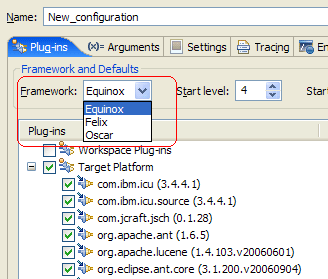 Name: New_configuration
Plug-ins (x)= Arguments Settings Tracing En
Framework and Defaults
Framework: Equinox Start level: 4 Start
Equinox
Felix
Oscar
Plug-ins
Workspace Plug-ins
Target Platform
com.ibm.icu (3.4.4.1)
com.ibm.icu.source (3.4.4.1)
com.jcraft.jsch (0.1.28)
org.apache.ant (1.6.5)
org.apache.lucene (1.4.103.v20060601)
org.eclipse.ant.core (3.1.200.v20060904)